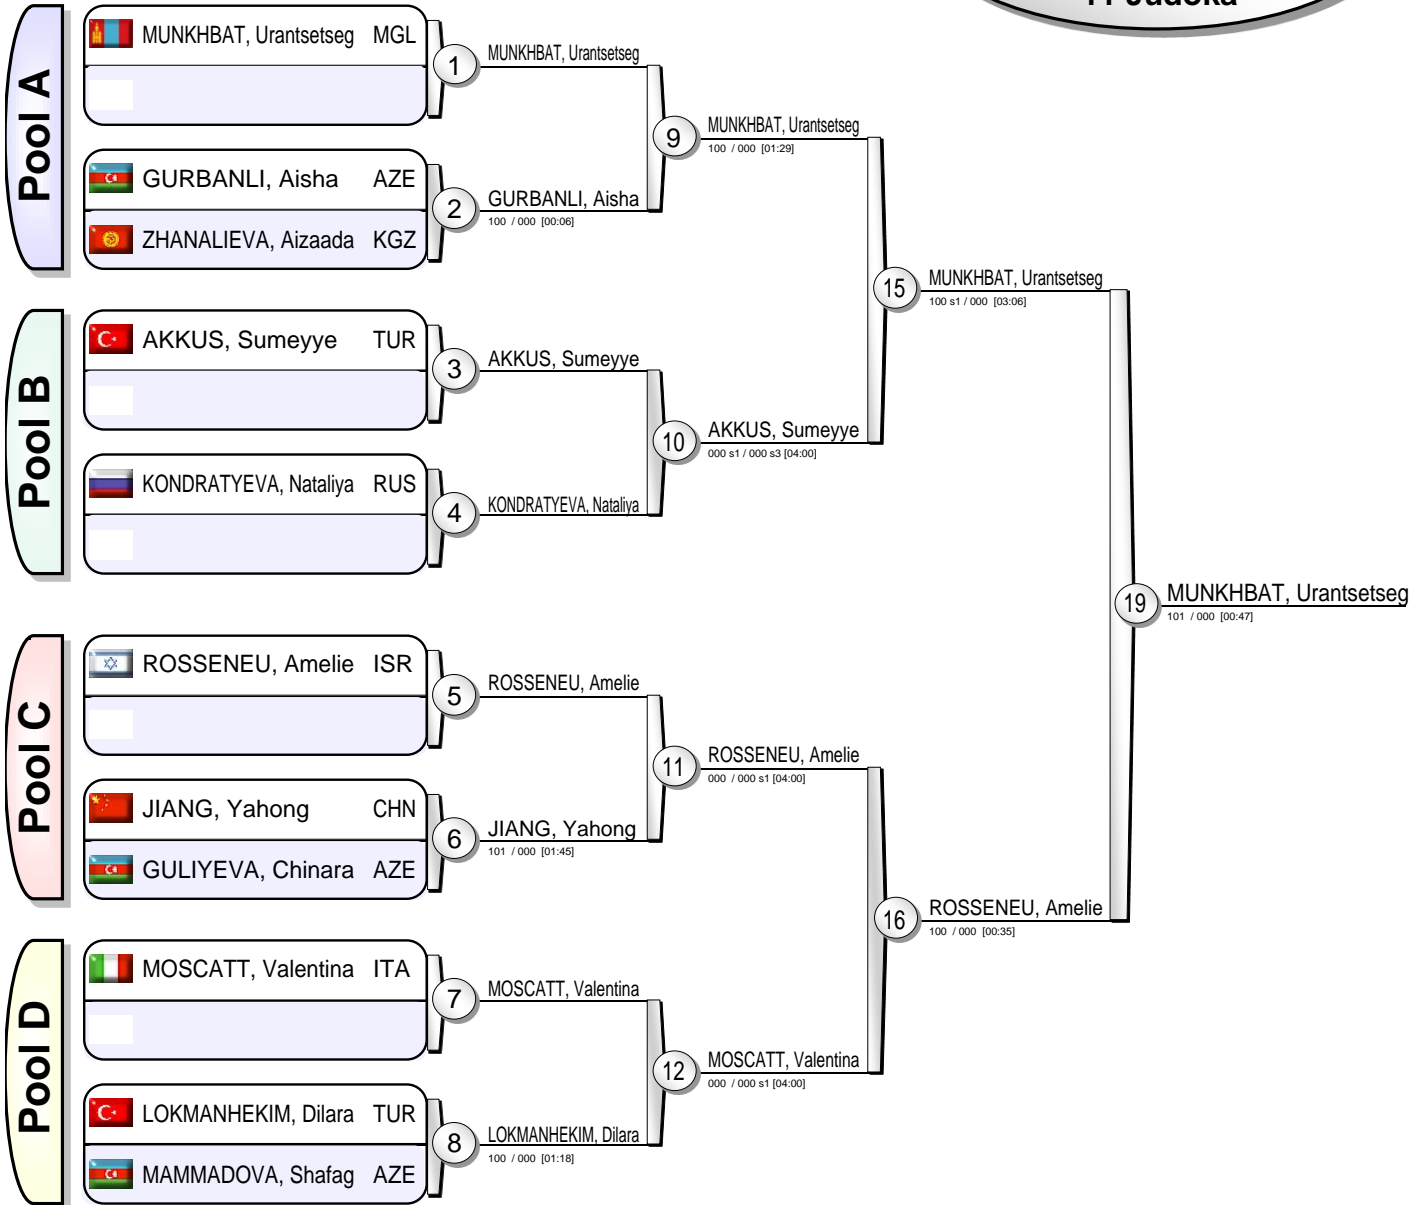 11 Judoka
Pool A
MUNKHBAT, Urantsetseg MGL
1
MUNKHBAT, Urantsetseg
GURBANLI, Aisha AZE
ZHANALIEVA, Aizaada KGZ
2
GURBANLI, Aisha
100 / 000 [00:06]
9
MUNKHBAT, Urantsetseg
100 / 000 [01:29]
Pool B
AKKUS, Sumeyye TUR
3
AKKUS, Sumeyye
KONDRATYEVA, Nataliya RUS
4
KONDRATYEVA, Nataliya
10
AKKUS, Sumeyye
000 s1 / 000 s3 [04:00]
15
MUNKHBAT, Urantsetseg
100 s1 / 000 [03:06]
Pool C
ROSSENEU, Amelie ISR
5
ROSSENEU, Amelie
JIANG, Yahong CHN
GULIYEVA, Chinara AZE
6
JIANG, Yahong
101 / 000 [01:45]
11
ROSSENEU, Amelie
000 / 000 s1 [04:00]
Pool D
MOSCATT, Valentina ITA
7
MOSCATT, Valentina
LOKMANHEKIM, Dilara TUR
MAMMADOVA, Shafag AZE
8
LOKMANHEKIM, Dilara
100 / 000 [01:18]
12
MOSCATT, Valentina
000 / 000 s1 [04:00]
16
ROSSENEU, Amelie
100 / 000 [00:35]
19
MUNKHBAT, Urantsetseg
101 / 000 [00:47]